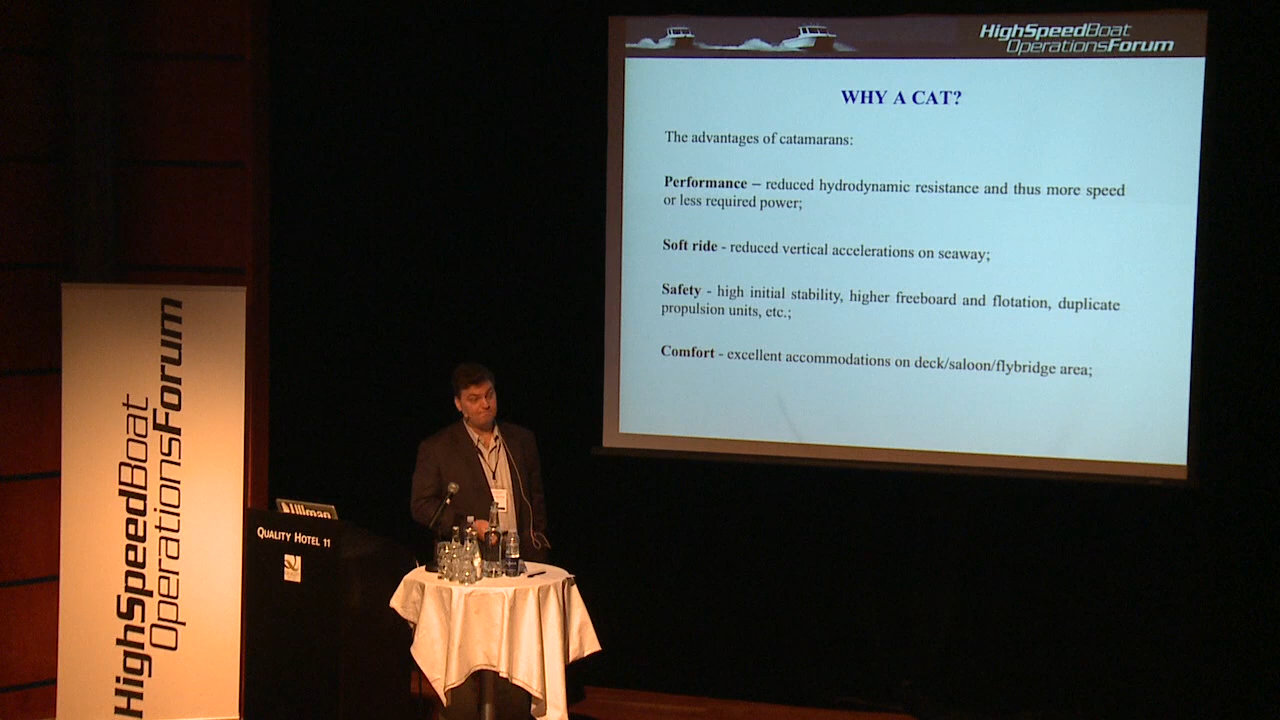 HighSpeedBoat
OperationsForum
WHY A CAT?
The advantages of catamarans:
Performance – reduced hydrodynamic resistance and thus more speed
or less required power;
Soft ride - reduced vertical accelerations on seaway;
Safety - high initial stability, higher freeboard and flotation, duplicate
propulsion units, etc.;
Comfort - excellent accommodations on deck/saloon/flybridge area;
HighSpeedBoat
OperationsForum
Ullman
QUALITY HOTEL 11